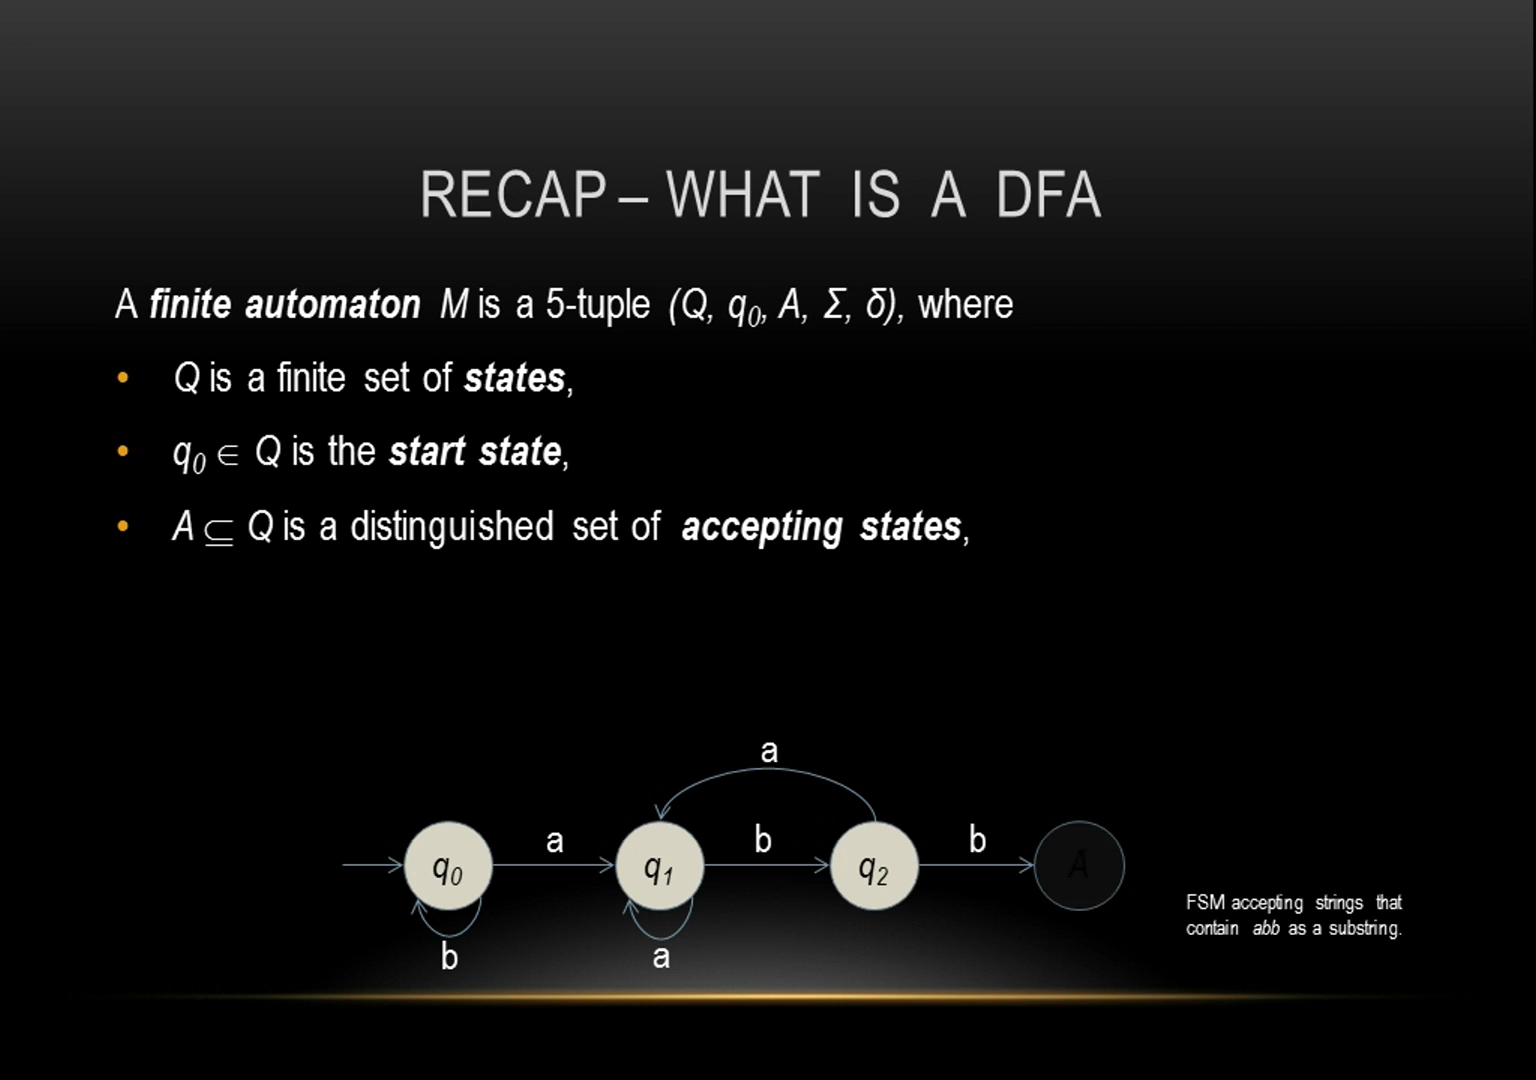 RECAP – WHAT IS A DFA
A finite automaton M is a 5-tuple (Q, q0, A, Σ, δ), where
• Q is a finite set of states,
• q0 ∈ Q is the start state,
• A ⊆ Q is a distinguished set of accepting states,
a
a b b
q0 q1 q2 A
b a
FSM accepting strings that
contain abb as a substring.